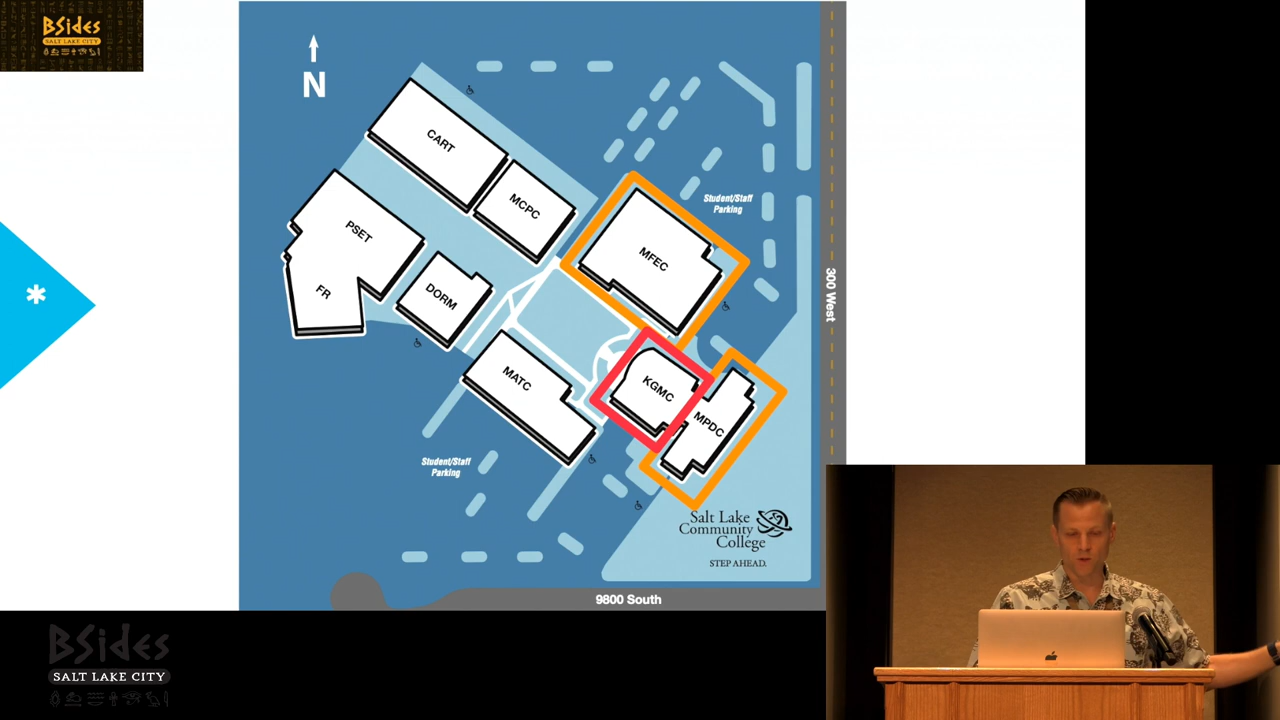 BSides
SALT LAKE CITY
N
CART
MCPC
Student/Staff
Parking
PSET
MFEC
FR
DORM
300 West
MATC
KGMC
MPDC
Student/Staff
Parking
Salt Lake
Community
College
STEP AHEAD.
9800 South
*
BSides
SALT LAKE CITY